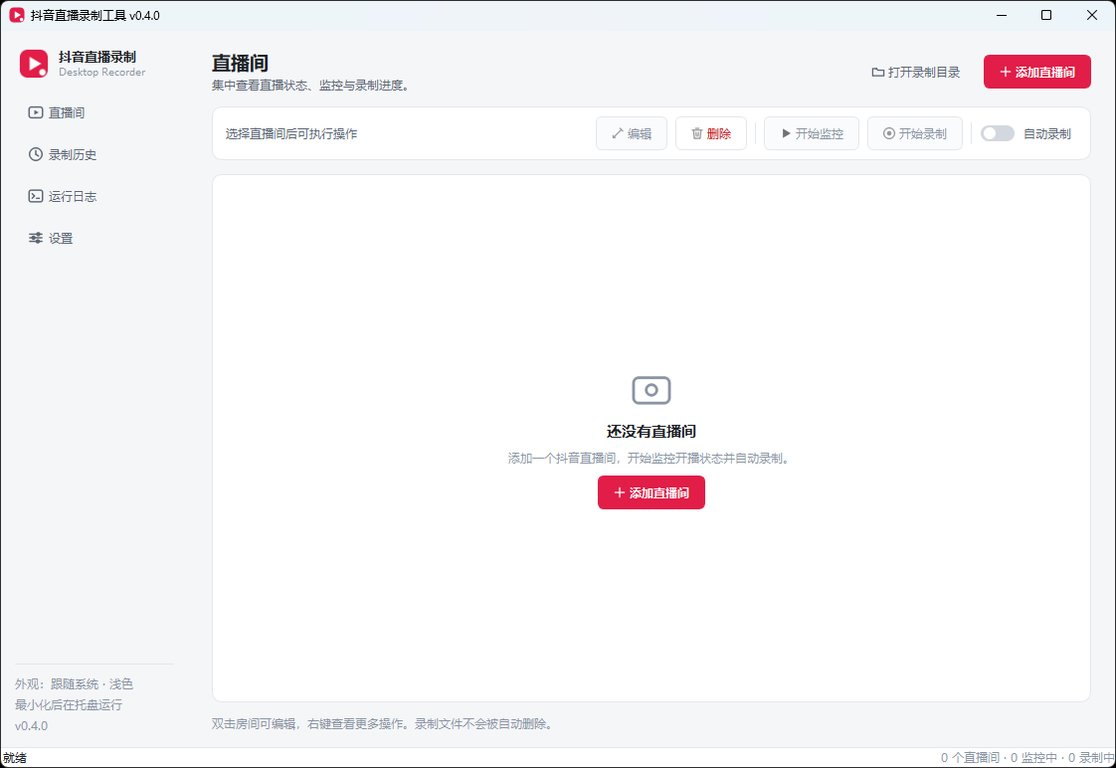 抖音直播录制工具 v0.4.0
抖音直播录制
Desktop Recorder
直播间
录制历史
运行日志
设置
直播间
集中查看直播状态、监控与录制进度。
打开录制目录
添加直播间
选择直播间后可执行操作
编辑
删除
开始监控
开始录制
自动录制
还没有直播间
添加一个抖音直播间，开始监控开播状态并自动录制。
添加直播间
外观：跟随系统 · 浅色
最小化后在托盘运行
v0.4.0
双击房间可编辑，右键查看更多操作。录制文件不会被自动删除。
就绪
0 个直播间 · 0 监控中 · 0 录制中